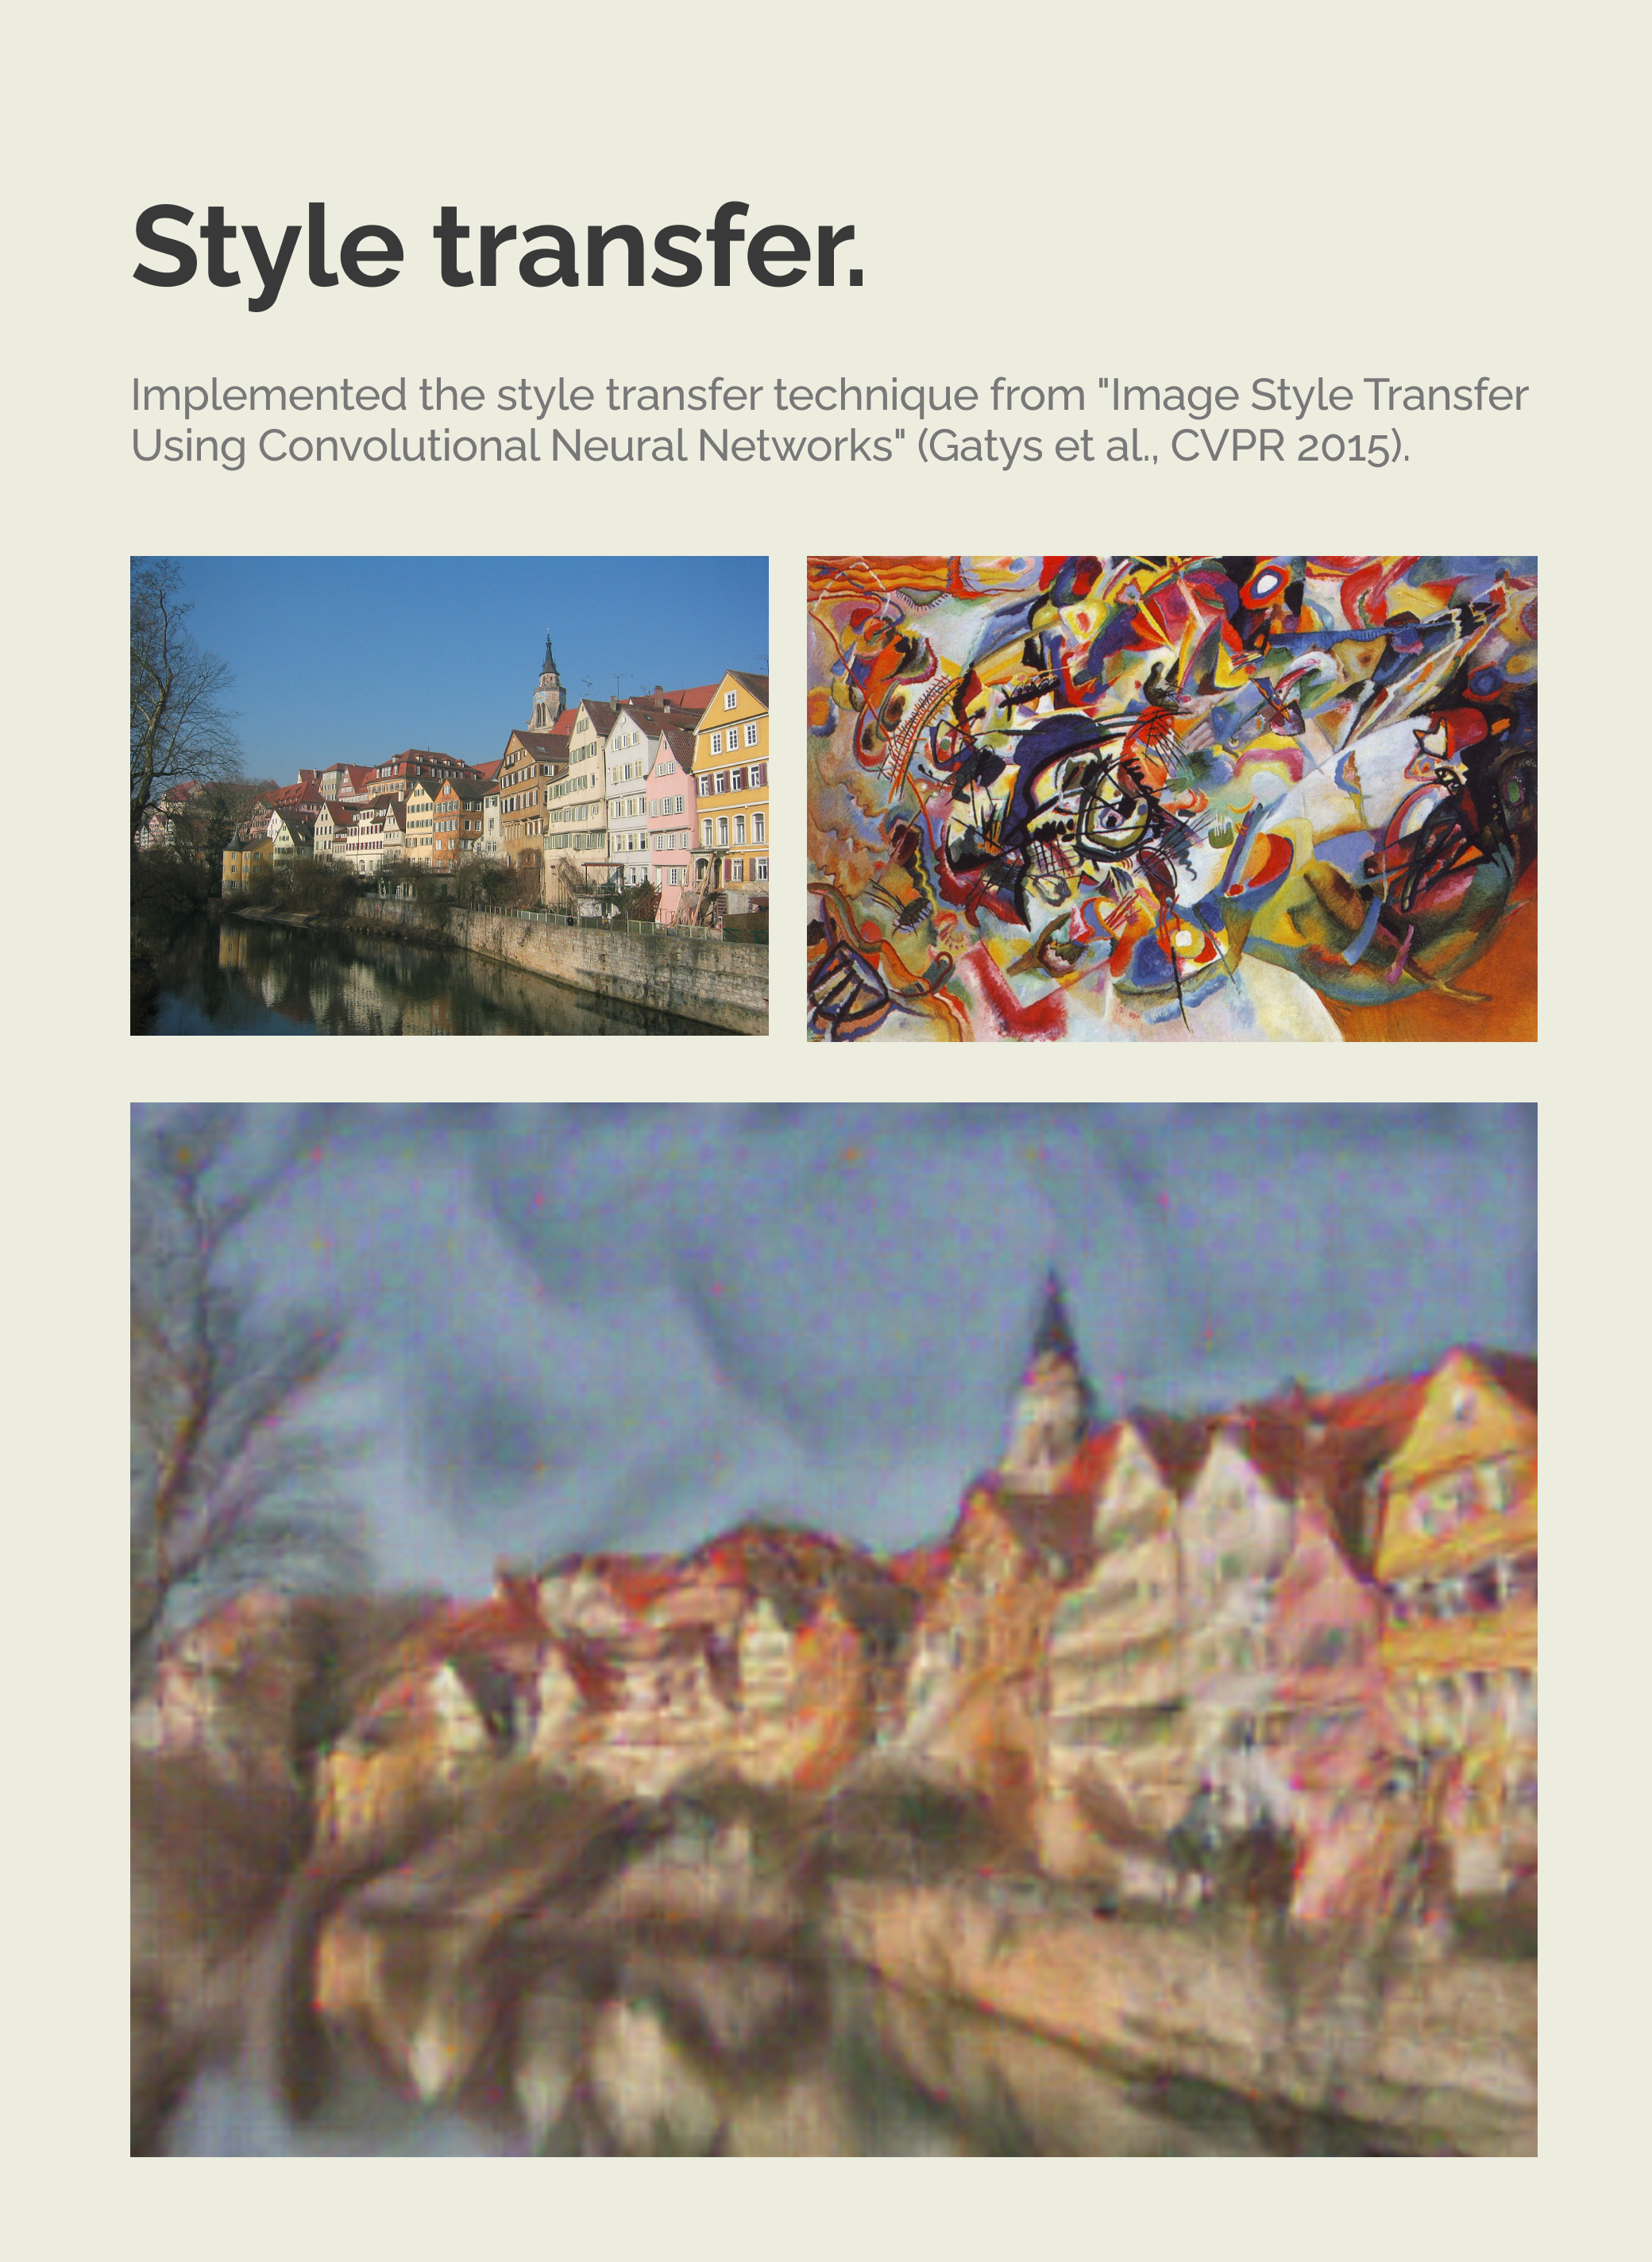 Style transfer.
Implemented the style transfer technique from "Image Style Transfer
Using Convolutional Neural Networks" (Gatys et al., CVPR 2015).